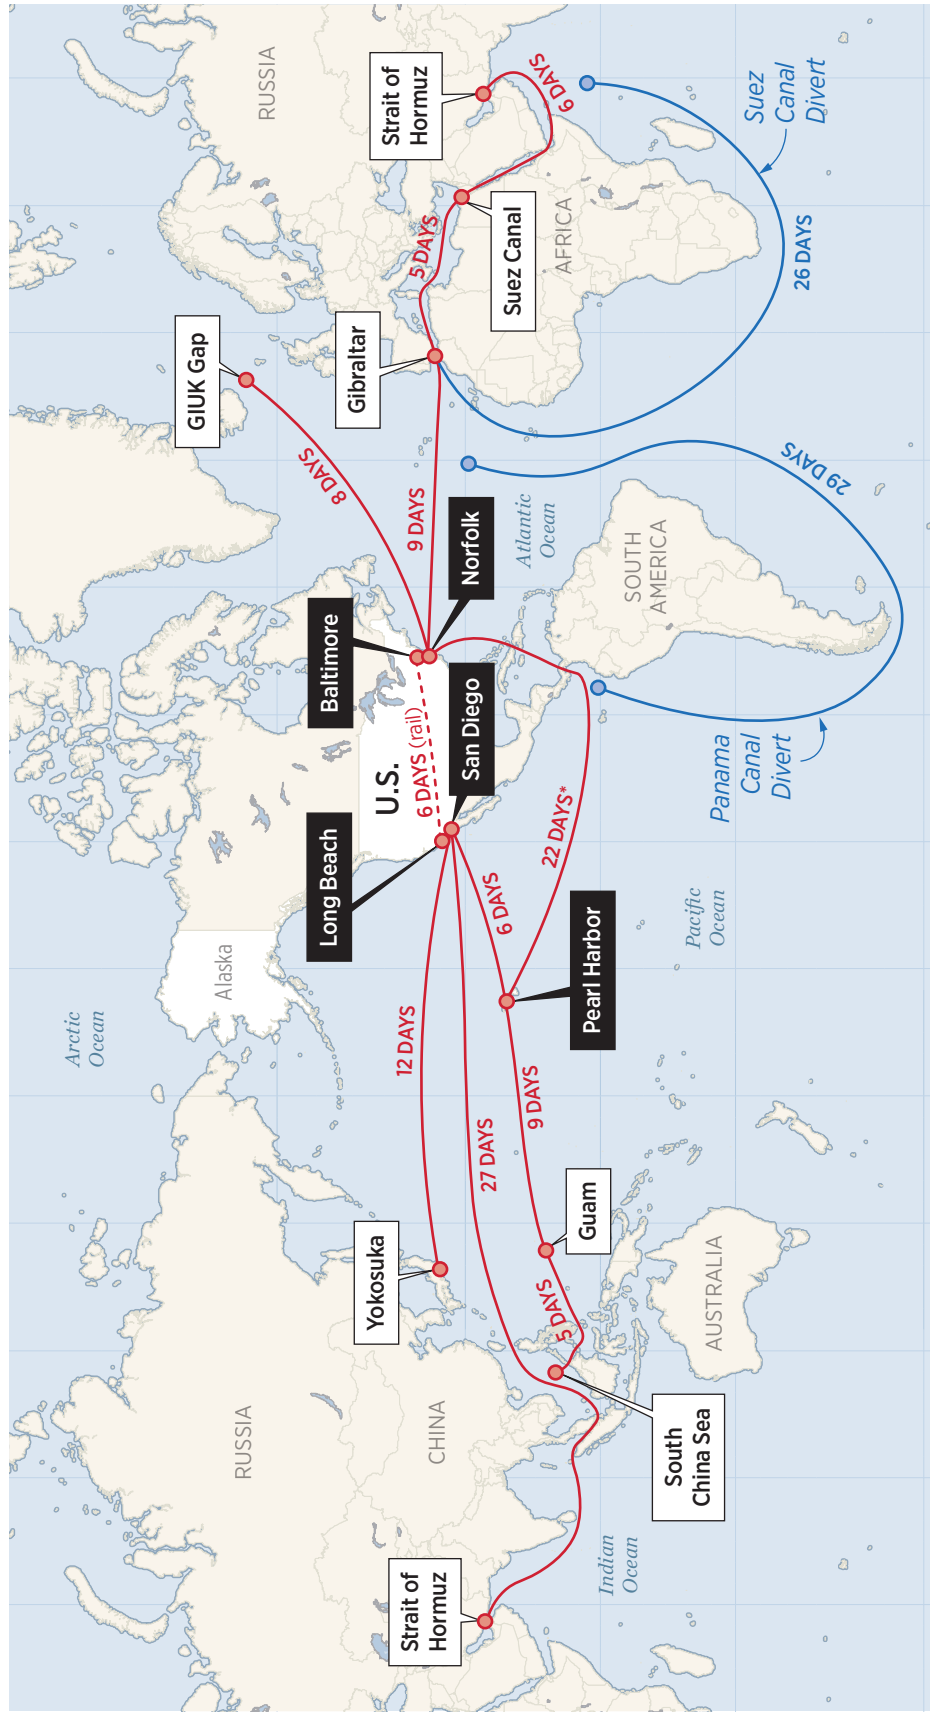 Arctic
Ocean
RUSSIA
RUSSIA
Alaska
GIUK Gap
Strait of
Hormuz
Yokosuka
CHINA
12 DAYS
Long Beach
U.S.
6 DAYS (rail)
Baltimore
8 DAYS
Gibraltar
5 DAYS
Strait of
Hormuz
27 DAYS
6 DAYS
San Diego
Norfolk
9 DAYS
Suez Canal
6 DAYS
5 DAYS
Guam
9 DAYS
Pearl Harbor
22 DAYS*
Atlantic
Ocean
AFRICA
Indian
Ocean
South
China Sea
AUSTRALIA
Pacific
Ocean
Panama
Canal
Divert
SOUTH
AMERICA
29 DAYS
26 DAYS
Suez
Canal
Divert